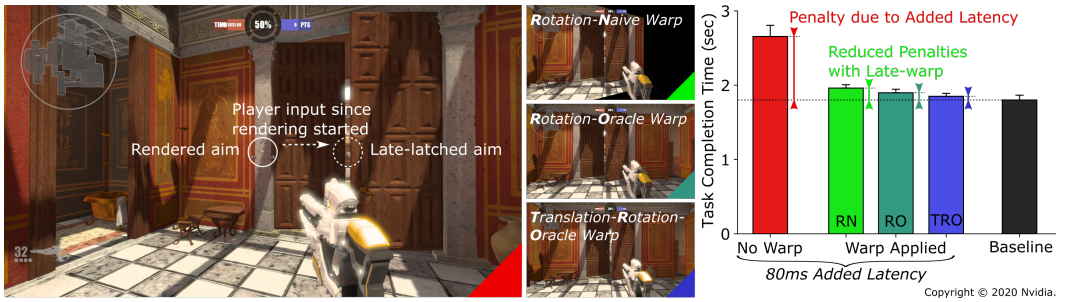 50%
PTS
Player input since
rendering started
Rendered aim
Late-latched aim
32
Rotation-Naive Warp
Rotation-Oracle Warp
Translation-Rotation-
Oracle Warp
Task Completion Time (sec)
3
2
1
0
Penalty due to Added Latency
Reduced Penalties
with Late-warp
RN
RO
TRO
No Warp
Warp Applied
Baseline
80ms Added Latency
Copyright © 2020 Nvidia.